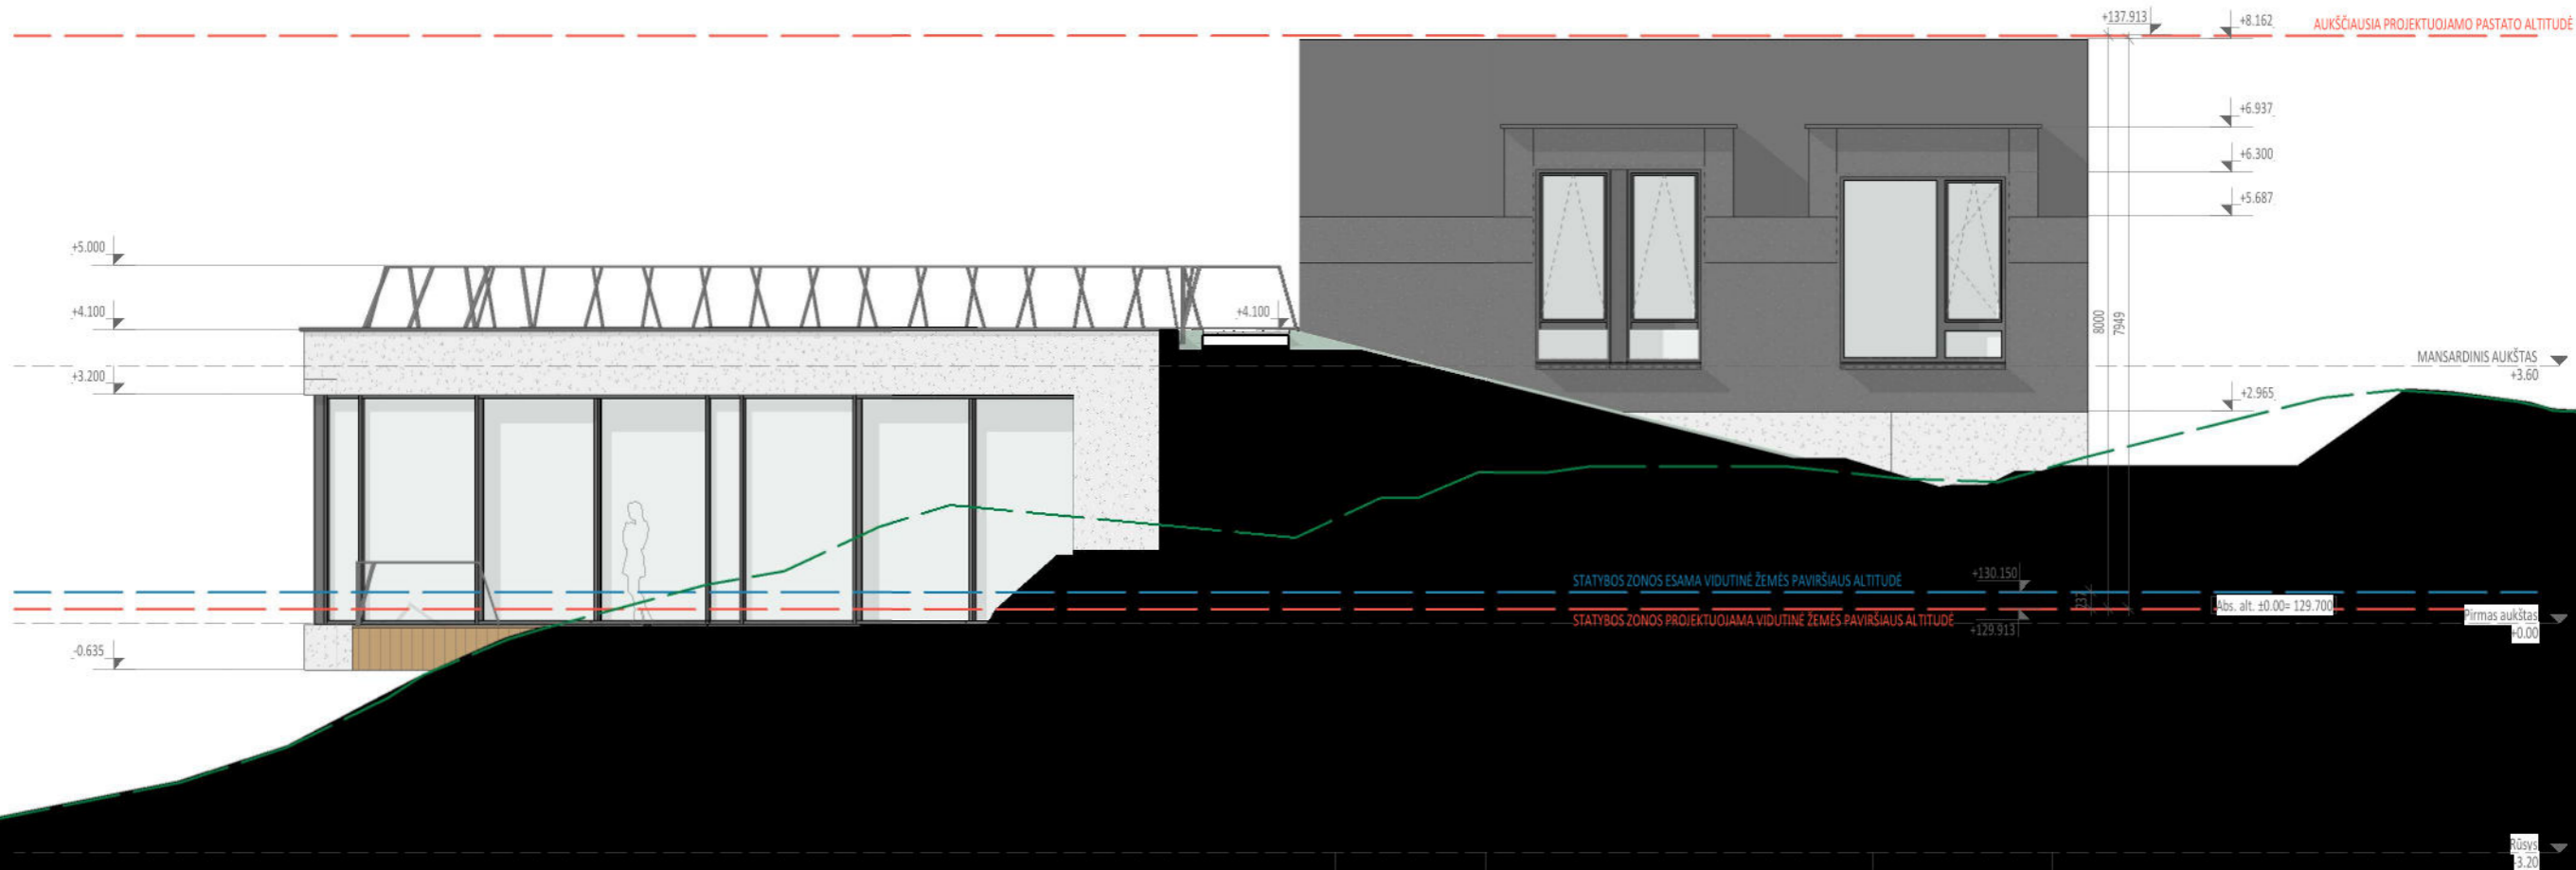 +137.913
+8.162
AUKŠČIAUSIA PROJEKTUOJAMO PASTATO ALTITUDĖ
+6.937
+6.300
+5.687
+5.000
+4.100
+4.100
8000
7949
MANSARDINIS AUKŠTAS
+3.60
+3.200
+2.965
STATYBOS ZONOS ESAMA VIDUTINĖ ŽEMĖS PAVIRŠIAUS ALTITUDĖ
+130.150
237
Abs. alt. ±0.00= 129.700
STATYBOS ZONOS PROJEKTUOJAMA VIDUTINĖ ŽEMĖS PAVIRŠIAUS ALTITUDĖ
+129.913
Pirmas aukštas
+0.00
-0.635
Rūsys
-3.20